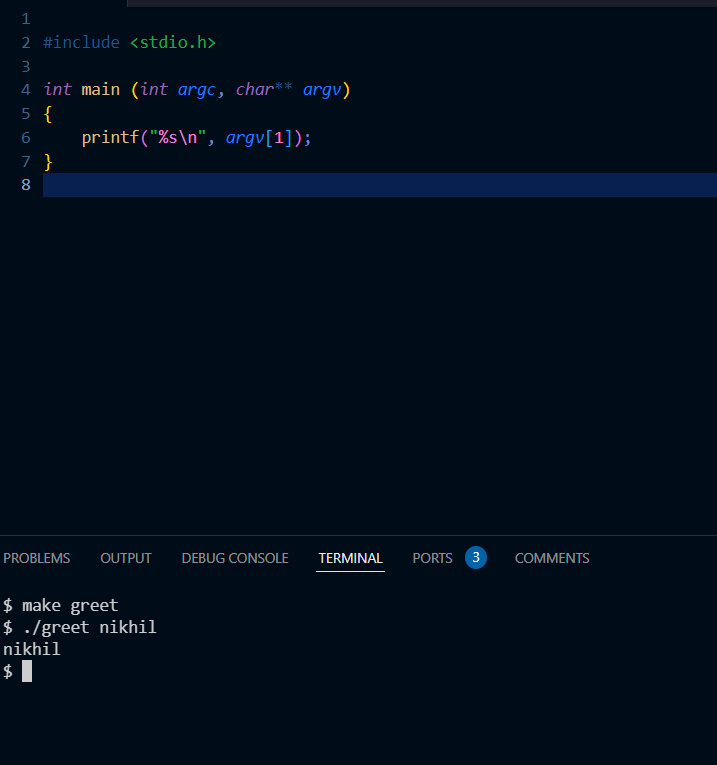 1
2 #include <stdio.h>
3
4 int main (int argc, char** argv)
5 {
6     printf("%s\n", argv[1]);
7 }
8
PROBLEMS OUTPUT DEBUG CONSOLE TERMINAL PORTS 3 COMMENTS
$ make greet
$ ./greet nikhil
nikhil
$